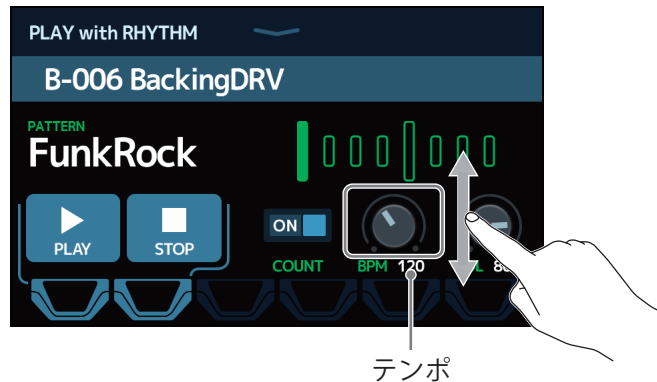 PLAY with RHYTHM
B-006 BackingDRV
PATTERN
FunkRock
PLAY
STOP
ON
COUNT
BPM 120
テンポ